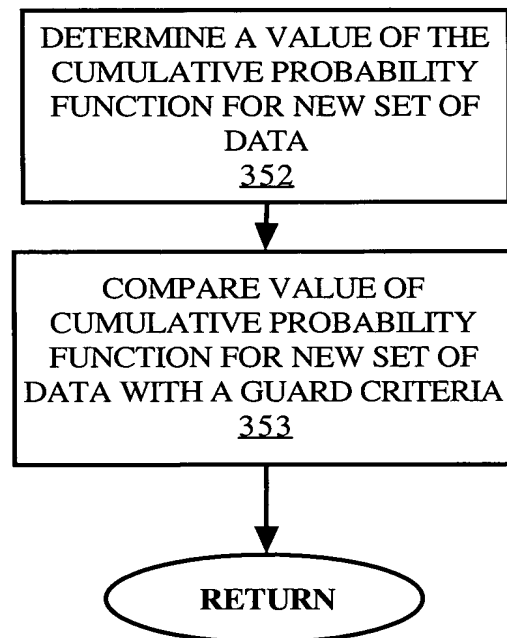 DETERMINE A VALUE OF THE
CUMULATIVE PROBABILITY
FUNCTION FOR NEW SET OF
DATA
352
COMPARE VALUE OF
CUMULATIVE PROBABILITY
FUNCTION FOR NEW SET OF
DATA WITH A GUARD CRITERIA
353
RETURN